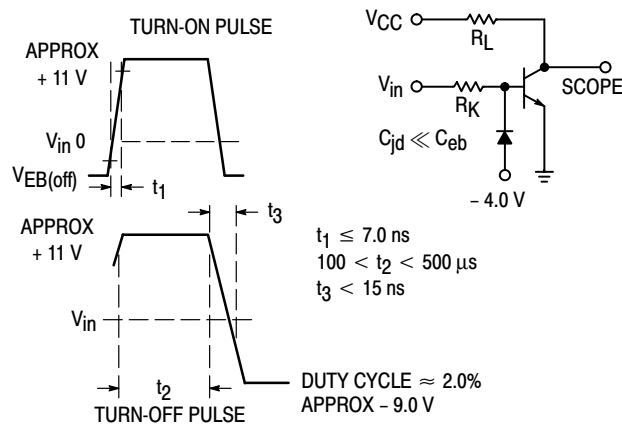 TURN-ON PULSE
APPROX
+ 11 V
V_in 0
V_EB(off)
t_1
t_3
APPROX
+ 11 V
V_in
t_2
TURN-OFF PULSE
V_CC
R_L
V_in
R_K
SCOPE
C_jd ≪ C_eb
– 4.0 V
t_1 ≤ 7.0 ns
100 < t_2 < 500 μs
t_3 < 15 ns
DUTY CYCLE ≈ 2.0%
APPROX – 9.0 V